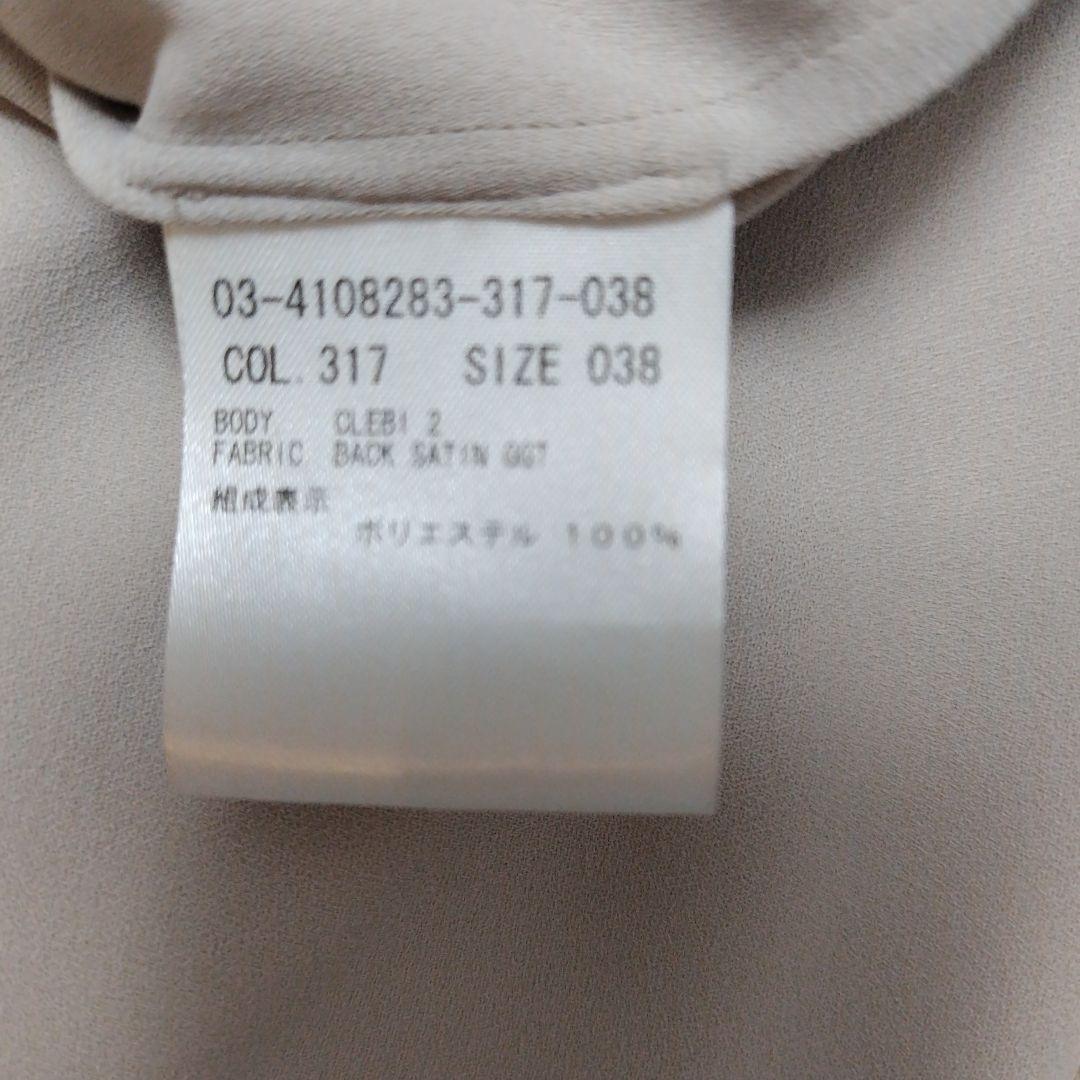 03-4108283-317-038
COL. 317 SIZE 038
BODY CLEBI 2
FABRIC BACK SATIN GGT
組成表示
ポリエステル 100%